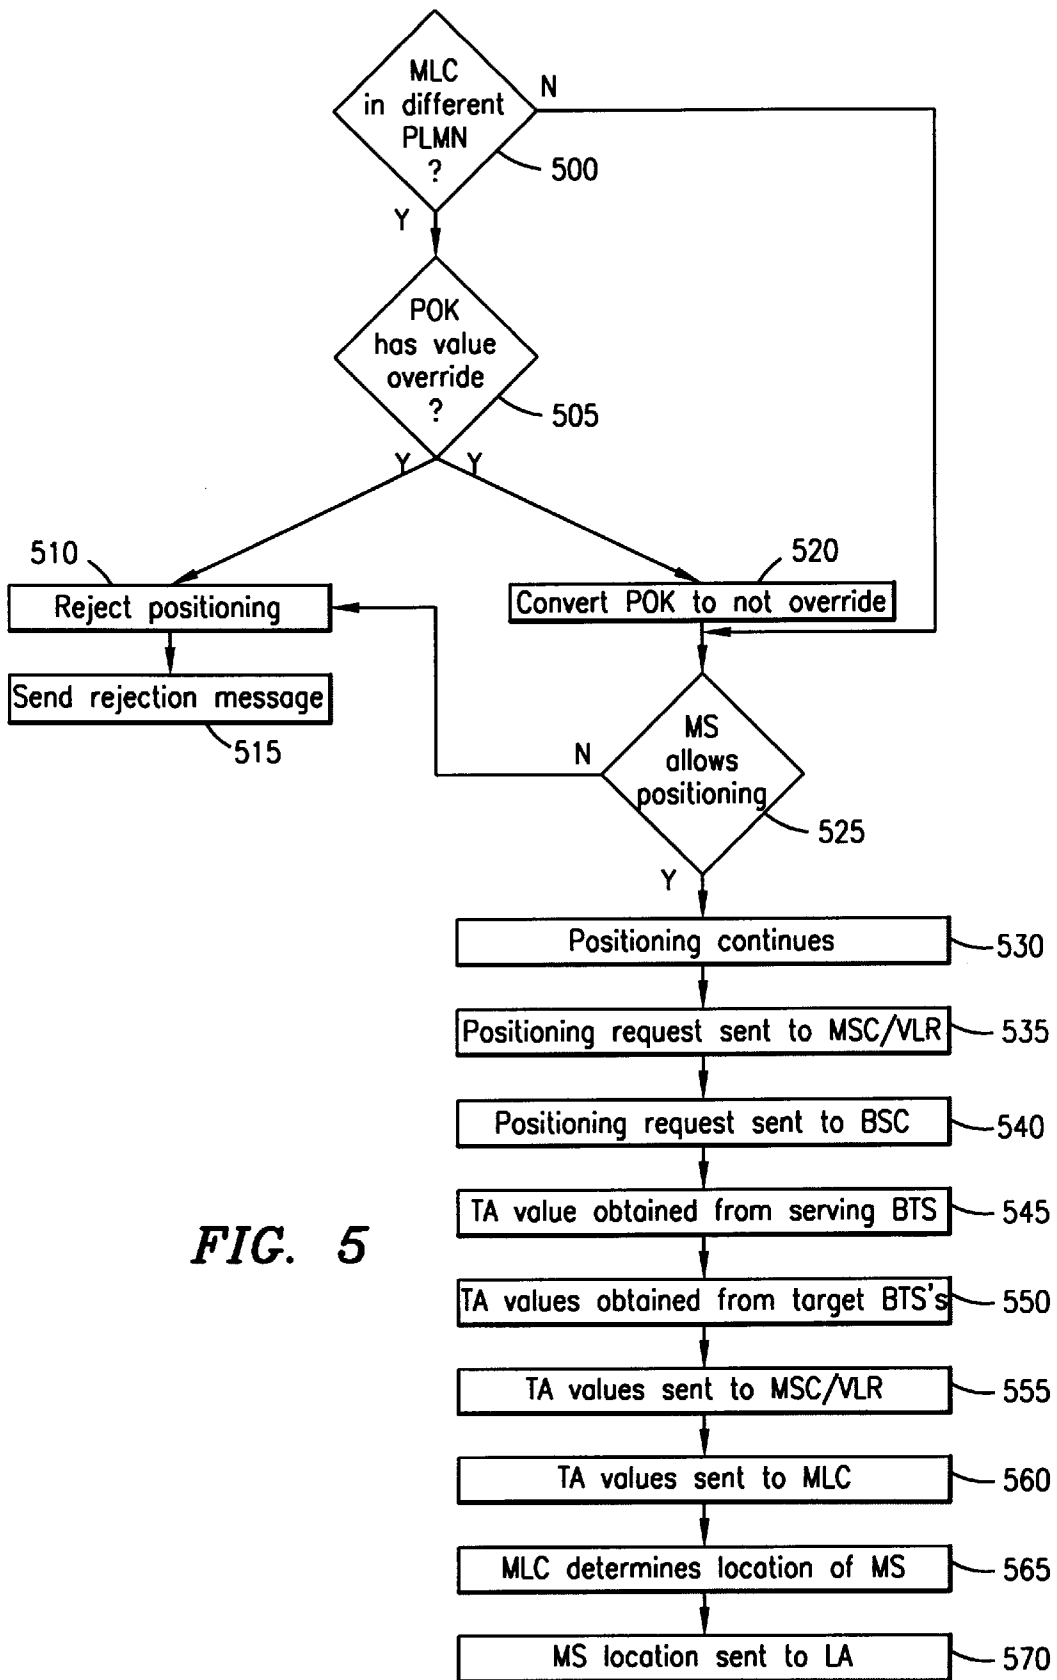 MLC
in different
PLMN
?
N
500
Y
POK
has value
override
?
505
Y
Y
510
520
Reject positioning
Convert POK to not override
Send rejection message
515
MS
allows
positioning
N
525
Y
Positioning continues
530
Positioning request sent to MSC/VLR
535
Positioning request sent to BSC
540
TA value obtained from serving BTS
545
FIG. 5
TA values obtained from target BTS's
550
TA values sent to MSC/VLR
555
TA values sent to MLC
560
MLC determines location of MS
565
MS location sent to LA
570